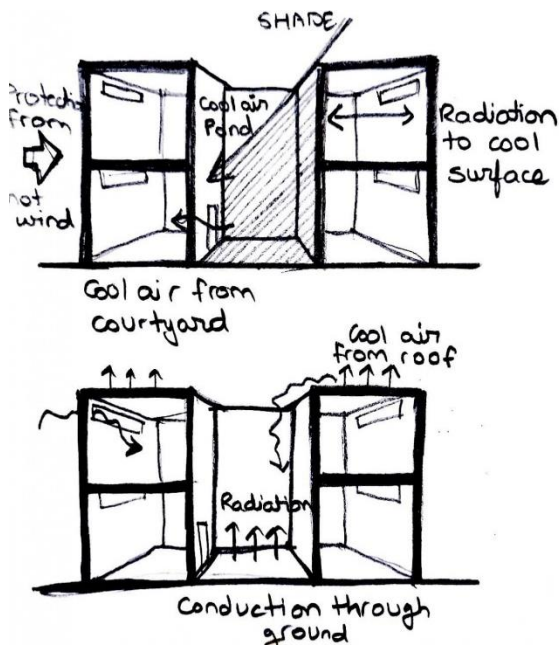 SHADE
Protectio
from
hot
wind
Cool air
Pond
Radiation
to cool
surface
Cool air from
courtyard
Cool air
from roof
Radiation
Conduction through
ground